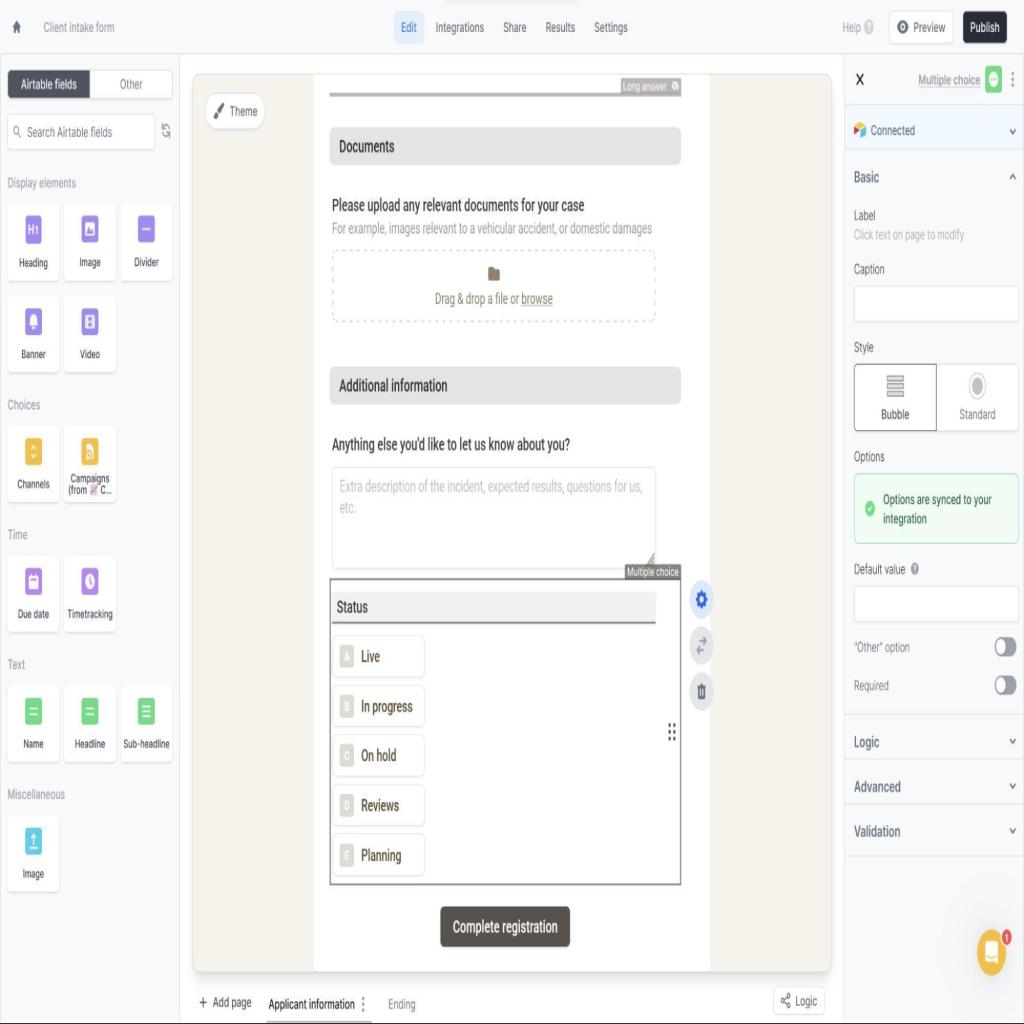 Client intake form
Edit
Integrations
Share
Results
Settings
Help
Preview
Publish
Airtable fields
Other
Search Airtable fields
Display elements
H1
Heading
Image
Divider
Banner
Video
Choices
Channels
Campaigns
(from C...
Time
Due date
Timetracking
Text
Name
Headline
Sub-headline
Miscellaneous
Image
Theme
Long answer
Documents
Please upload any relevant documents for your case
For example, images relevant to a vehicular accident, or domestic damages
Drag & drop a file or browse
Additional information
Anything else you'd like to let us know about you?
Extra description of the incident, expected results, questions for us,
etc.
Multiple choice
Status
A Live
B In progress
C On hold
D Reviews
E Planning
Complete registration
+ Add page
Applicant information
Ending
Logic
X
Multiple choice
Connected
Basic
Label
Click text on page to modify
Caption
Style
Bubble
Standard
Options
Options are synced to your
integration
Default value
"Other" option
Required
Logic
Advanced
Validation
1